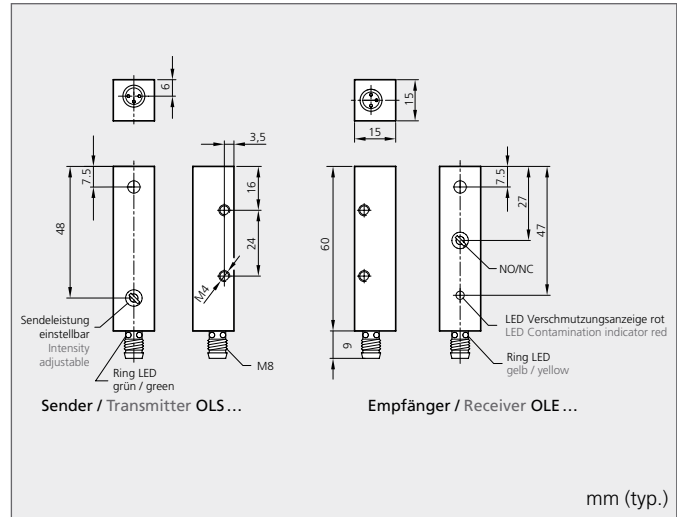 6
15
15
3,5
7.5
48
16
24
M4
60
9
7.5
27
47
NO/NC
Sendeleistung
einstellbar
Intensity
adjustable
Ring LED
grün / green
M8
LED Verschmutzungsanzeige rot
LED Contamination indicator red
Ring LED
gelb / yellow
Sender / Transmitter OLS...
Empfänger / Receiver OLE...
mm (typ.)